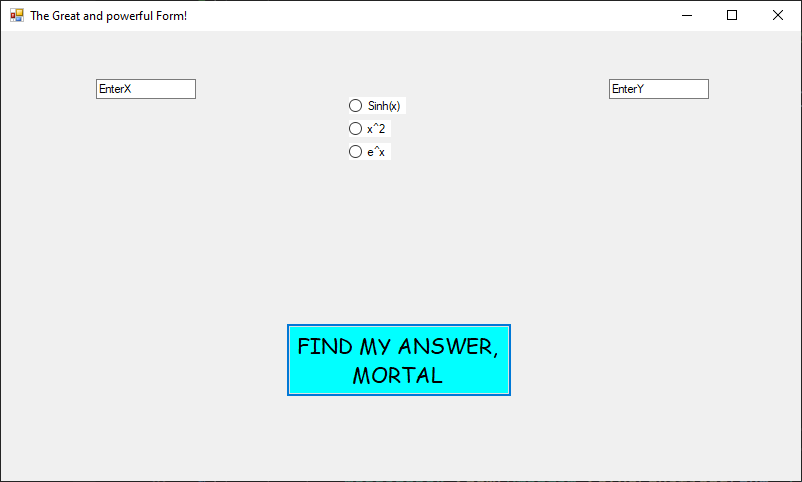 The Great and powerful Form!
EnterX
EnterY
Sinh(x)
x^2
e^x
FIND MY ANSWER,
MORTAL